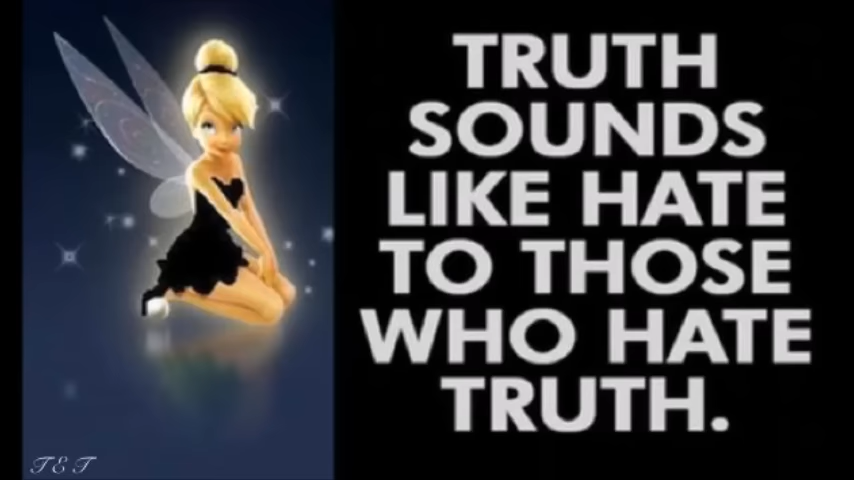 TRUTH
SOUNDS
LIKE HATE
TO THOSE
WHO HATE
TRUTH.
T&T